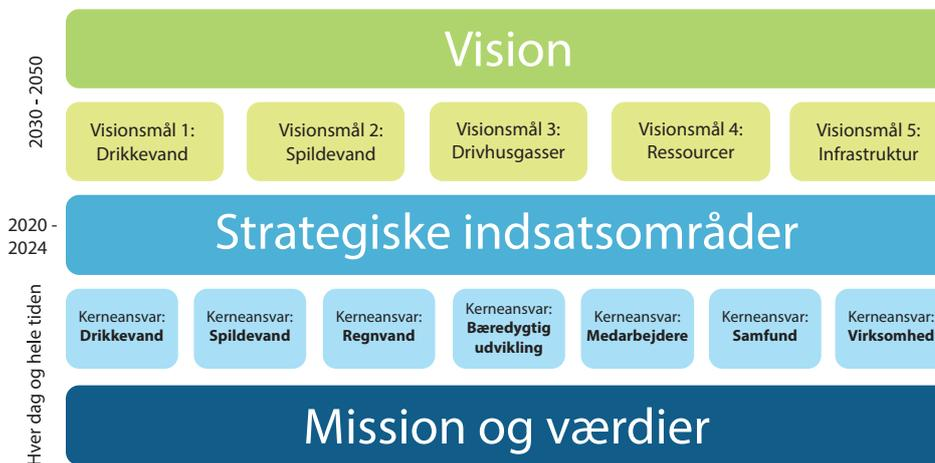 2030 - 2050
Vision
Visionsmål 1:
Drikkevand
Visionsmål 2:
Spildevand
Visionsmål 3:
Drivhusgasser
Visionsmål 4:
Ressourcer
Visionsmål 5:
Infrastruktur
2020 -
2024
Strategiske indsatsområder
Hver dag og hele tiden
Kerneansvar:
Drikkevand
Kerneansvar:
Spildevand
Kerneansvar:
Regnvand
Kerneansvar:
Bæredygtig
udvikling
Kerneansvar:
Medarbejdere
Kerneansvar:
Samfund
Kerneansvar:
Virksomhed
Mission og værdier